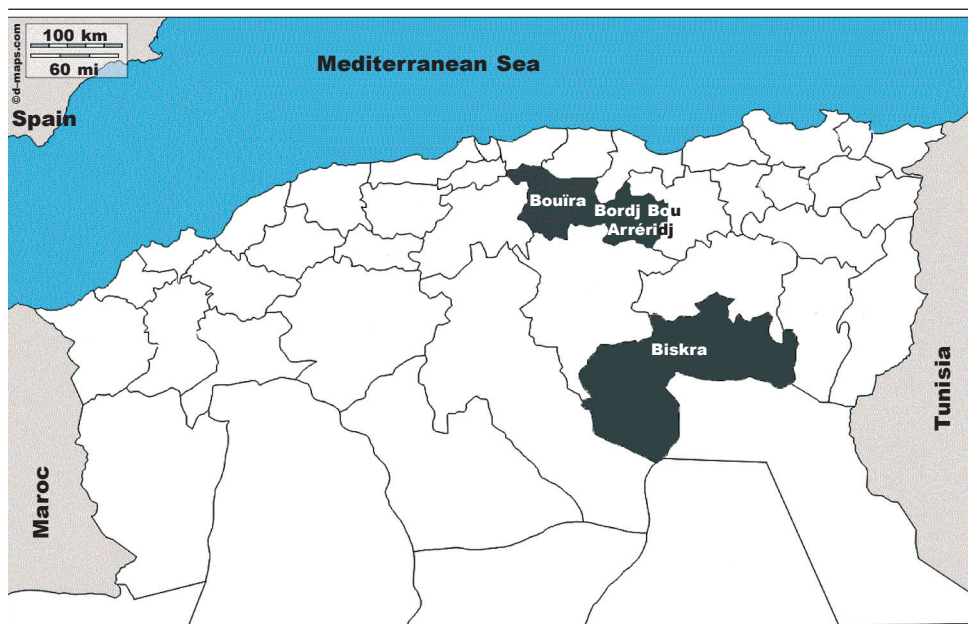 100 km
60 mi
©d-maps.com
Mediterranean Sea
Spain
Bouïra
Bordj Bou
Arréridj
Biskra
Maroc
Tunisia